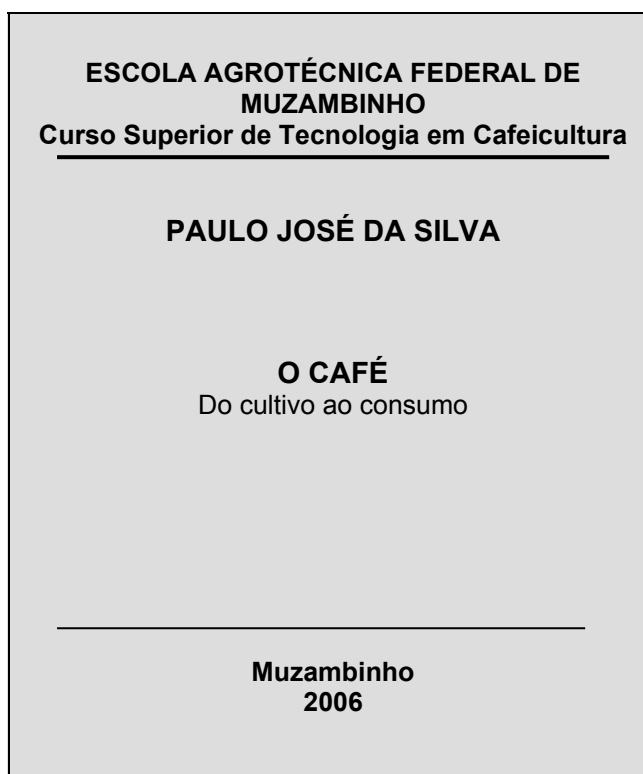 ESCOLA AGROTÉCNICA FEDERAL DE
MUZAMBINHO
Curso Superior de Tecnologia em Cafeicultura
PAULO JOSÉ DA SILVA
O CAFÉ
Do cultivo ao consumo
Muzambinho
2006